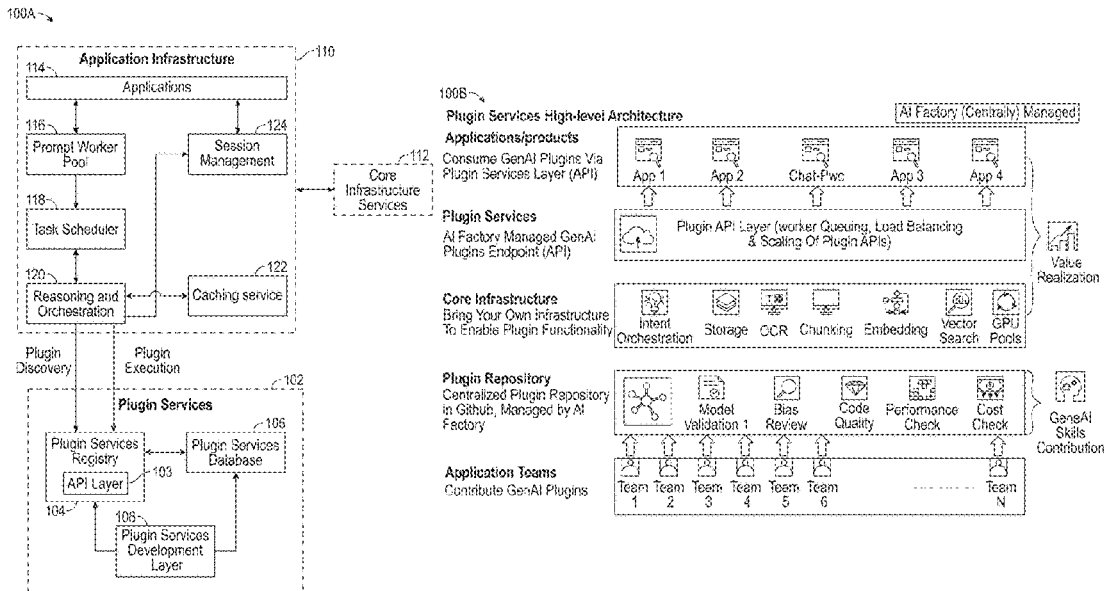 100A
Application Infrastructure
110
114
Applications
116
Prompt Worker
Pool
124
Session
Management
118
Task Scheduler
120
Reasoning and
Orchestration
122
Caching service
112
Core
Infrastructure
Services
Plugin
Discovery
Plugin
Execution
102
Plugin Services
Plugin Services
Registry
103
API Layer
104
106
Plugin Services
Database
106
Plugin Services
Development
Layer
100B
Plugin Services High-level Architecture
AI Factory (Centrally) Managed
Applications/products
Consume GenAI Plugins Via
Plugin Services Layer (API)
App 1
App 2
Chat-Pwc
App 3
App 4
Plugin Services
AI Factory Managed GenAI
Plugins Endpoint (API)
Plugin API Layer (worker Queuing, Load Balancing
& Scaling Of Plugin APIs)
Value
Realization
Core Infrastructure
Bring Your Own Infrastructure
To Enable Plugin Functionality
Intent
Orchestration
Storage
OCR
Chunking
Embedding
Vector
Search
GPU
Pools
Plugin Repository
Centralized Plugin Repository
in Github, Managed by AI
Factory
Model
Validation 1
Bias
Review
Code
Quality
Performance
Check
Cost
Check
GensAI
Skills
Contribution
Application Teams
Contribute GenAI Plugins
Team
1
Team
2
Team
3
Team
4
Team
5
Team
6
Team
N